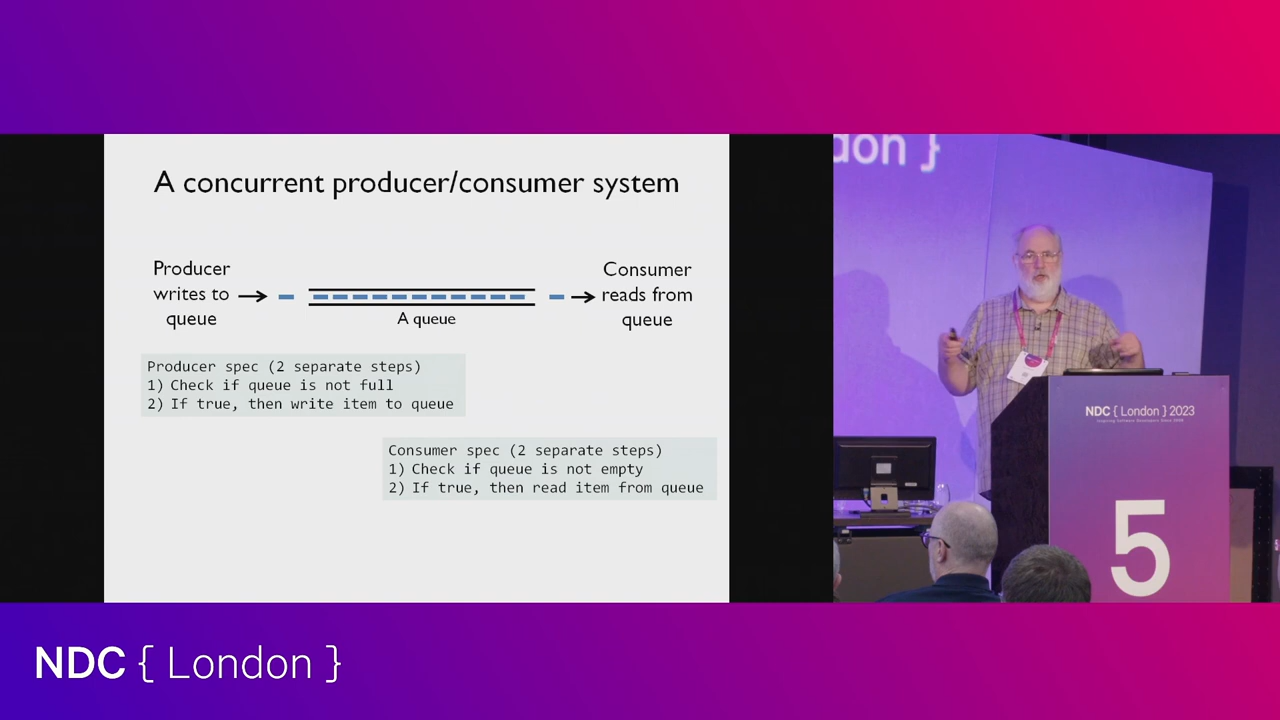 A concurrent producer/consumer system
Producer
writes to
queue
A queue
Consumer
reads from
queue
Producer spec (2 separate steps)
1) Check if queue is not full
2) If true, then write item to queue
Consumer spec (2 separate steps)
1) Check if queue is not empty
2) If true, then read item from queue
don }
NDC { London } 2023
5
NDC { London }